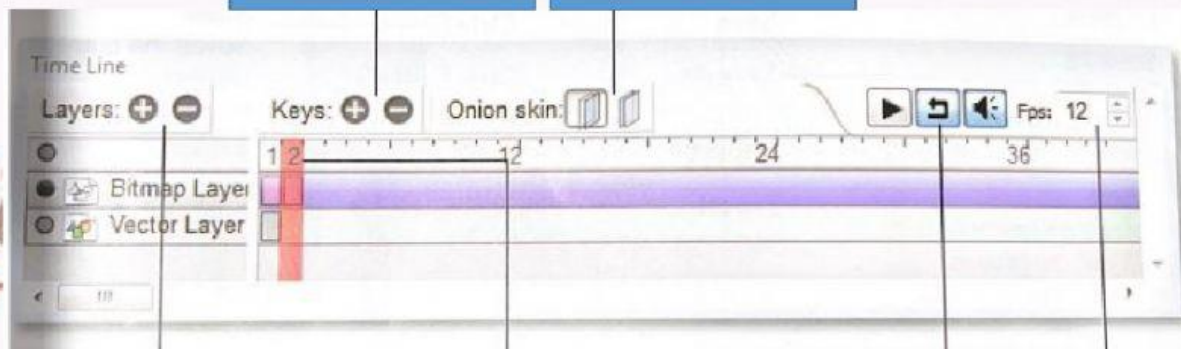 Time Line
Layers: Keys: Onion skin: Fps: 12
1 2 12 24 36
Bitmap Layer
Vector Layer